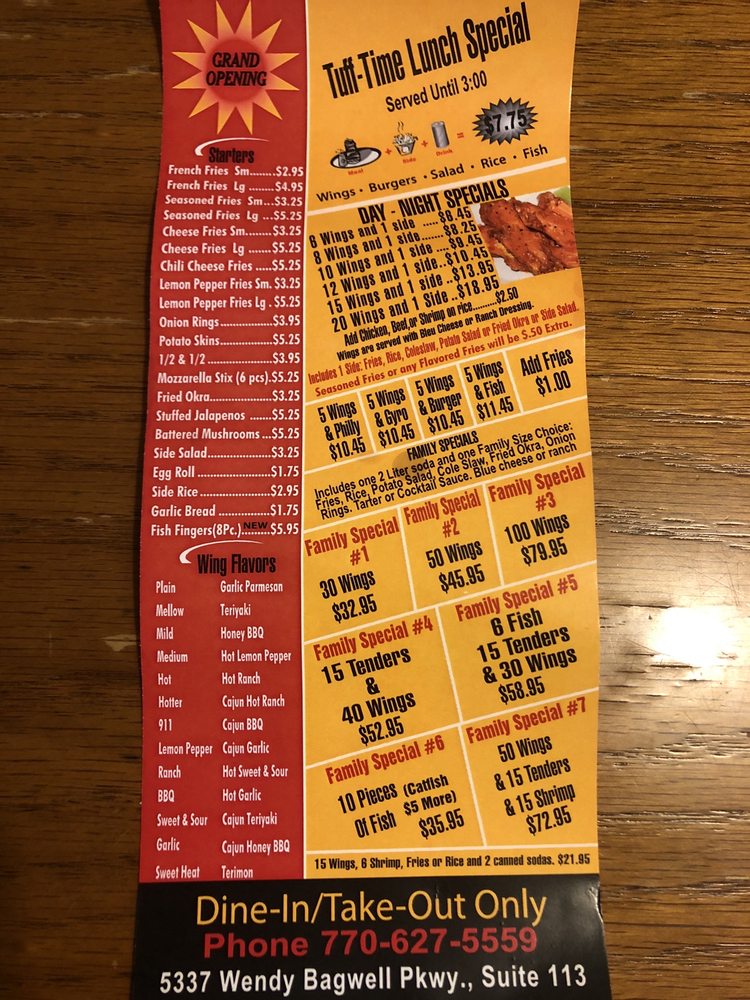 GRAND
OPENING
Starters
French Fries Sm.......$2.95
French Fries Lg ........$4.95
Seasoned Fries Sm...$3.25
Seasoned Fries Lg ...$5.25
Cheese Fries Sm.......$3.25
Cheese Fries Lg .......$5.25
Chili Cheese Fries .....$5.25
Lemon Pepper Fries Sm. $3.25
Lemon Pepper Fries Lg . $5.25
Onion Rings.................$3.95
Potato Skins.................$5.25
1/2 & 1/2 ....................$3.95
Mozzarella Stix (6 pcs).$5.25
Fried Okra...................$3.25
Stuffed Jalapenos .......$5.25
Battered Mushrooms ...$5.25
Side Salad...................$3.25
Egg Roll ......................$1.75
Side Rice .....................$2.95
Garlic Bread ................$1.75
Fish Fingers(8Pc.) NEW ........$5.95
Wing Flavors
Plain Garlic Parmesan
Mellow Teriyaki
Mild Honey BBQ
Medium Hot Lemon Pepper
Hot Hot Ranch
Hotter Cajun Hot Ranch
911 Cajun BBQ
Lemon Pepper Cajun Garlic
Ranch Hot Sweet & Sour
BBQ Hot Garlic
Sweet & Sour Cajun Teriyaki
Garlic Cajun Honey BBQ
Sweet Heat Terimon
Tuff-Time Lunch Special
Served Until 3:00
Meat + Side + Drink = $7.75
Wings • Burgers • Salad • Rice • Fish
DAY - NIGHT SPECIALS
6 Wings and 1 side .....$6.45
8 Wings and 1 side.......$8.25
10 Wings and 1 side ....$9.45
12 Wings and 1 side..$10.45
15 Wings and 1 side ..$13.95
20 Wings and 1 Side ..$18.95
Add Chicken, Beef,or Shrimp on rice.........$2.50
Wings are served with Bleu Cheese or Ranch Dressing.
Includes 1 Side: Fries, Rice, Coleslaw, Potato Salad or Fried Okra or Side Salad.
Seasoned Fries or any Flavored Fries will be $.50 Extra.
5 Wings
& Philly
$10.45
5 Wings
& Gyro
$10.45
5 Wings
& Burger
$10.45
5 Wings
& Fish
$11.45
Add Fries
$1.00
FAMILY SPECIALS
Includes one 2 Liter soda and one Family Size Choice:
Fries, Rice, Potato Salad, Cole Slaw, Fried Okra, Onion
Rings. Tarter or Cocktail Sauce. Blue cheese or ranch
Family Special
#1
30 Wings
$32.95
Family Special
#2
50 Wings
$45.95
Family Special
#3
100 Wings
$79.95
Family Special #4
15 Tenders
&
40 Wings
$52.95
Family Special #5
6 Fish
15 Tenders
& 30 Wings
$58.95
Family Special #6
10 Pieces (Catfish
$5 More)
Of Fish $35.95
Family Special #7
50 Wings
& 15 Tenders
& 15 Shrimp
$72.95
15 Wings, 6 Shrimp, Fries or Rice and 2 canned sodas. $21.95
Dine-In/Take-Out Only
Phone 770-627-5559
5337 Wendy Bagwell Pkwy., Suite 113